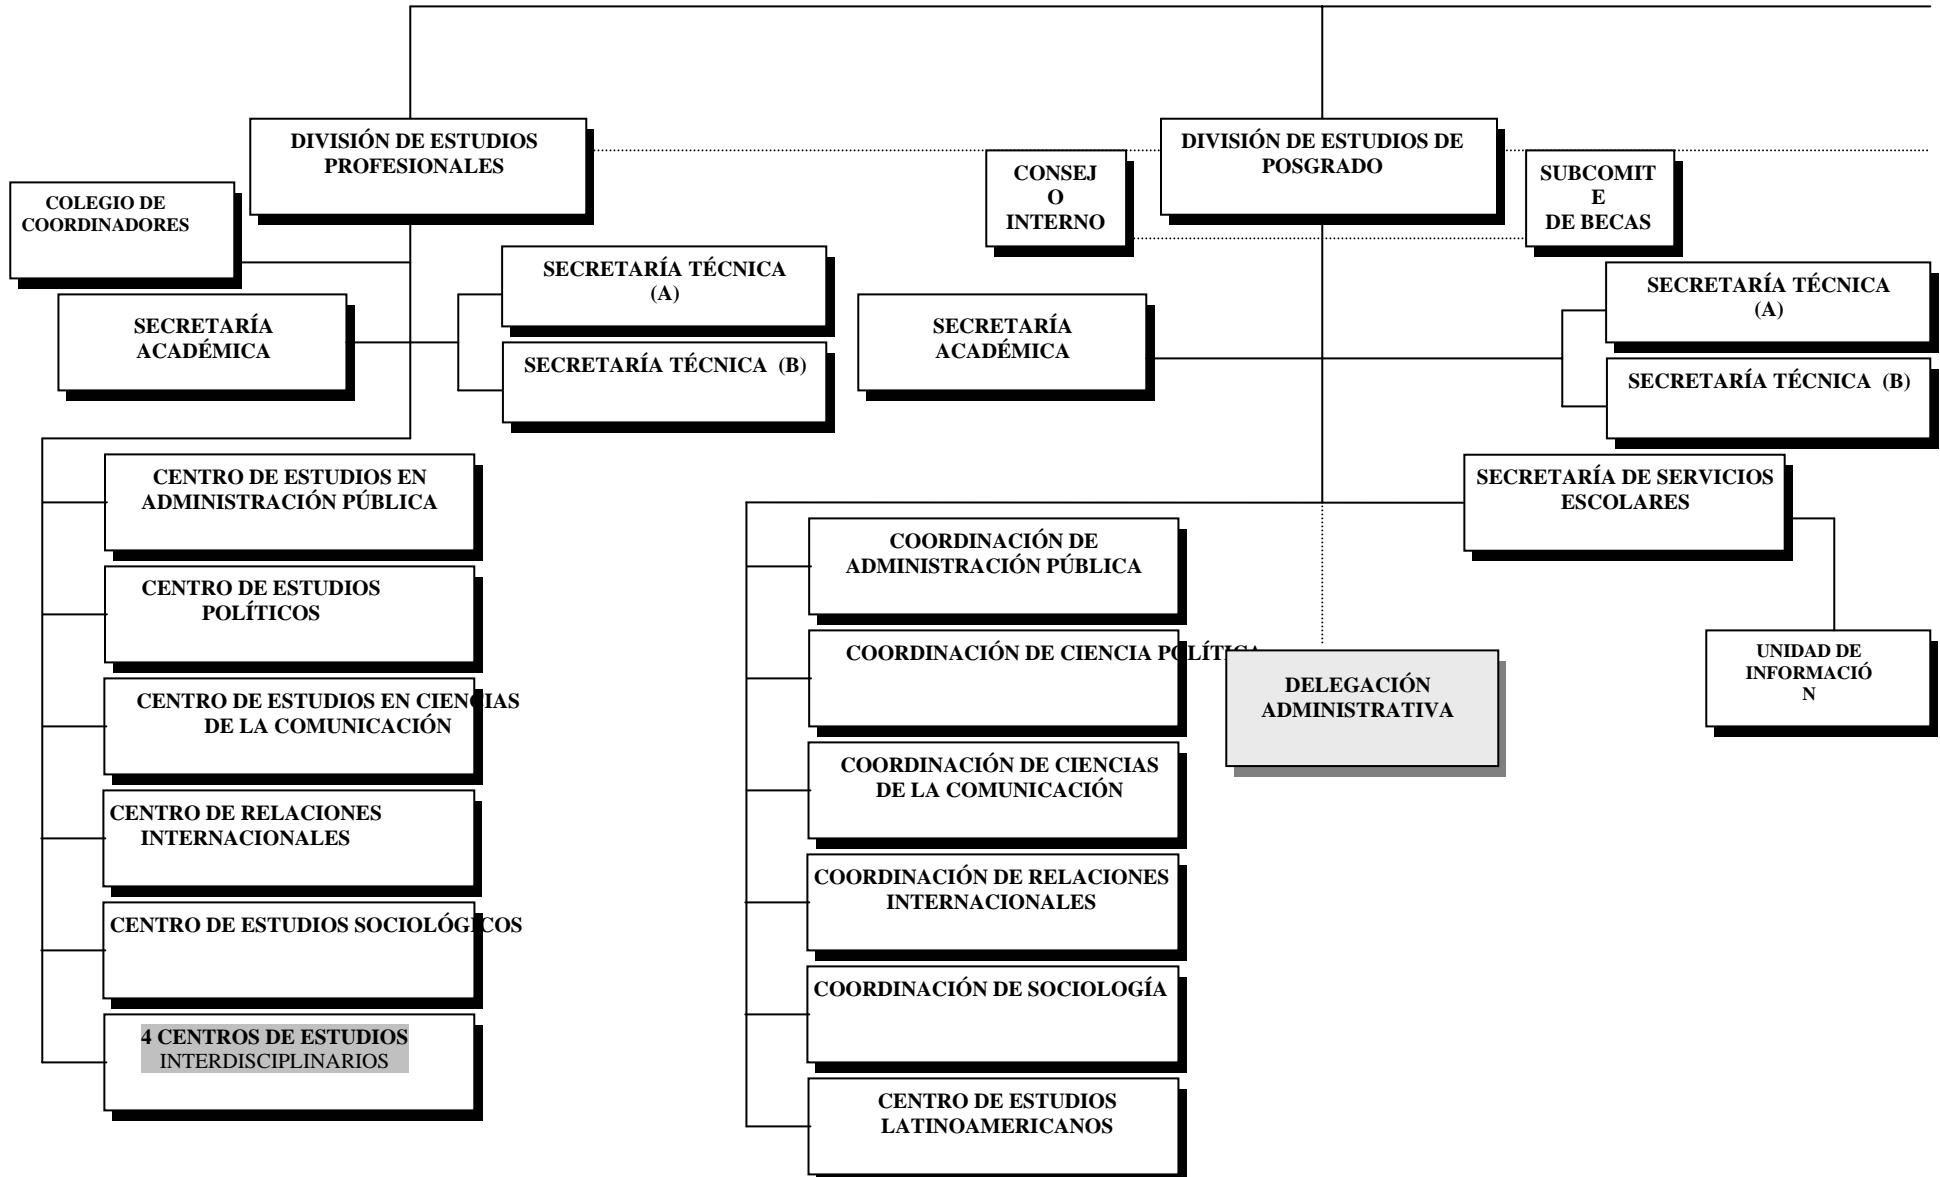 DIVISIÓN DE ESTUDIOS
PROFESIONALES
COLEGIO DE
COORDINADORES
SECRETARÍA
ACADÉMICA
SECRETARÍA TÉCNICA
(A)
SECRETARÍA TÉCNICA (B)
CENTRO DE ESTUDIOS EN
ADMINISTRACIÓN PÚBLICA
CENTRO DE ESTUDIOS
POLÍTICOS
CENTRO DE ESTUDIOS EN CIENCIAS
DE LA COMUNICACIÓN
CENTRO DE RELACIONES
INTERNACIONALES
CENTRO DE ESTUDIOS SOCIOLÓGICOS
4 CENTROS DE ESTUDIOS
INTERDISCIPLINARIOS
DIVISIÓN DE ESTUDIOS DE
POSGRADO
CONSEJ
O
INTERNO
SUBCOMIT
E
DE BECAS
SECRETARÍA
ACADÉMICA
SECRETARÍA TÉCNICA
(A)
SECRETARÍA TÉCNICA (B)
SECRETARÍA DE SERVICIOS
ESCOLARES
UNIDAD DE
INFORMACIÓ
N
COORDINACIÓN DE
ADMINISTRACIÓN PÚBLICA
COORDINACIÓN DE CIENCIA POLÍTICA
COORDINACIÓN DE CIENCIAS
DE LA COMUNICACIÓN
COORDINACIÓN DE RELACIONES
INTERNACIONALES
COORDINACIÓN DE SOCIOLOGÍA
CENTRO DE ESTUDIOS
LATINOAMERICANOS
DELEGACIÓN
ADMINISTRATIVA